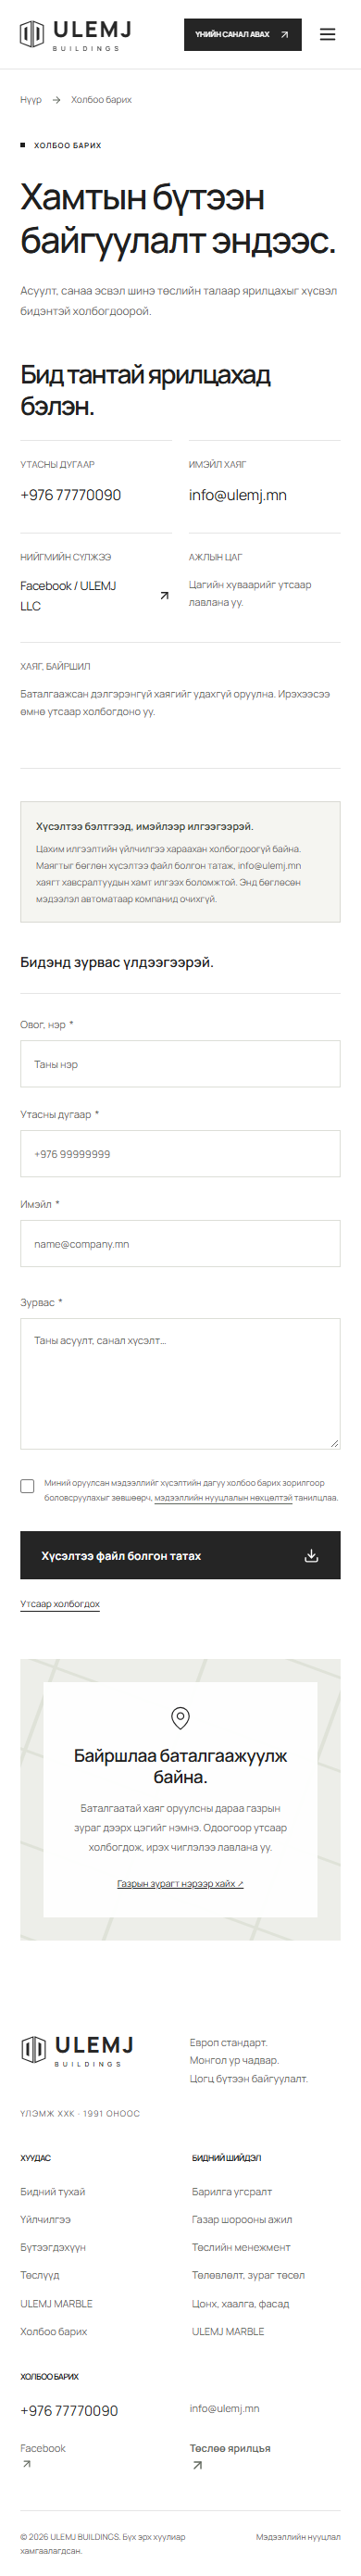 ULEMJ
BUILDINGS
ҮНИЙН САНАЛ АВАХ
Нүүр → Холбоо барих
ХОЛБОО БАРИХ
Хамтын бүтээн
байгуулалт эндээс.
Асуулт, санаа эсвэл шинэ төслийн талаар ярилцахыг хүсвэл
бидэнтэй холбогдоорой.
Бид тантай ярилцахад
бэлэн.
УТАСНЫ ДУГААР
+976 77770090
ИМЭЙЛ ХАЯГ
info@ulemj.mn
НИЙГМИЙН СҮЛЖЭЭ
Facebook / ULEMJ
LLC
АЖЛЫН ЦАГ
Цагийн хуваарийг утсаар
лавлана уу.
ХАЯГ, БАЙРШИЛ
Баталгаажсан дэлгэрэнгүй хаягийг удахгүй оруулна. Ирэхээсээ
өмнө утсаар холбогдоно уу.
Хүсэлтээ бэлтгээд, имэйлээр илгээгээрэй.
Цахим илгээлтийн үйлчилгээ хараахан холбогдоогүй байна.
Маягтыг бөглөн хүсэлтээ файл болгон татаж, info@ulemj.mn
хаягт хавсралтуудын хамт илгээх боломжтой. Энд бөглөсөн
мэдээлэл автоматаар компанид очихгүй.
Бидэнд зурвас үлдээгээрэй.
Овог, нэр *
Таны нэр
Утасны дугаар *
+976 99999999
Имэйл *
name@company.mn
Зурвас *
Таны асуулт, санал хүсэлт...
Миний оруулсан мэдээллийг хүсэлтийн дагуу холбоо барих зорилгоор
боловсруулахыг зөвшөөрч, мэдээллийн нууцлалын нөхцөлтэй танилцлаа.
Хүсэлтээ файл болгон татах
Утсаар холбогдох
Байршлаа баталгаажуулж
байна.
Баталгаатай хаяг оруулсны дараа газрын
зураг дээрх цэгийг нэмнэ. Одоогоор утсаар
холбогдож, ирэх чиглэлээ лавлана уу.
Газрын зурагт нэрээр хайх ↗
ULEMJ
BUILDINGS
Европ стандарт.
Монгол ур чадвар.
Цогц бүтээн байгуулалт.
ҮЛЭМЖ ХХК · 1991 ОНООС
ХУУДАС
Бидний тухай
Үйлчилгээ
Бүтээгдэхүүн
Төслүүд
ULEMJ MARBLE
Холбоо барих
БИДНИЙ ШИЙДЭЛ
Барилга угсралт
Газар шорооны ажил
Төслийн менежмент
Төлөвлөлт, зураг төсөл
Цонх, хаалга, фасад
ULEMJ MARBLE
ХОЛБОО БАРИХ
+976 77770090
info@ulemj.mn
Facebook
Төслөө ярилцъя
© 2026 ULEMJ BUILDINGS. Бүх эрх хуулиар
хамгаалагдсан.
Мэдээллийн нууцлал